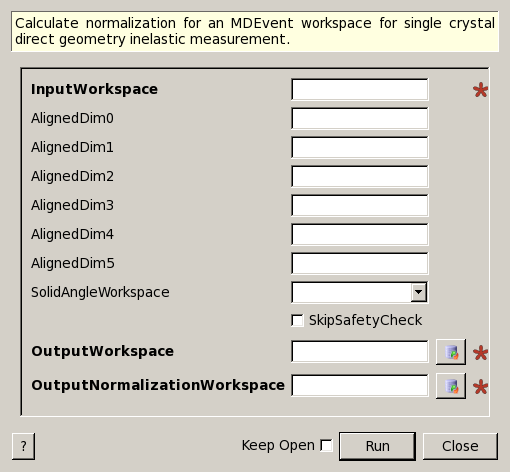 Calculate normalization for an MDEvent workspace for single crystal
direct geometry inelastic measurement.
InputWorkspace
AlignedDim0
AlignedDim1
AlignedDim2
AlignedDim3
AlignedDim4
AlignedDim5
SolidAngleWorkspace
SkipSafetyCheck
OutputWorkspace
OutputNormalizationWorkspace
? Keep Open Run Close